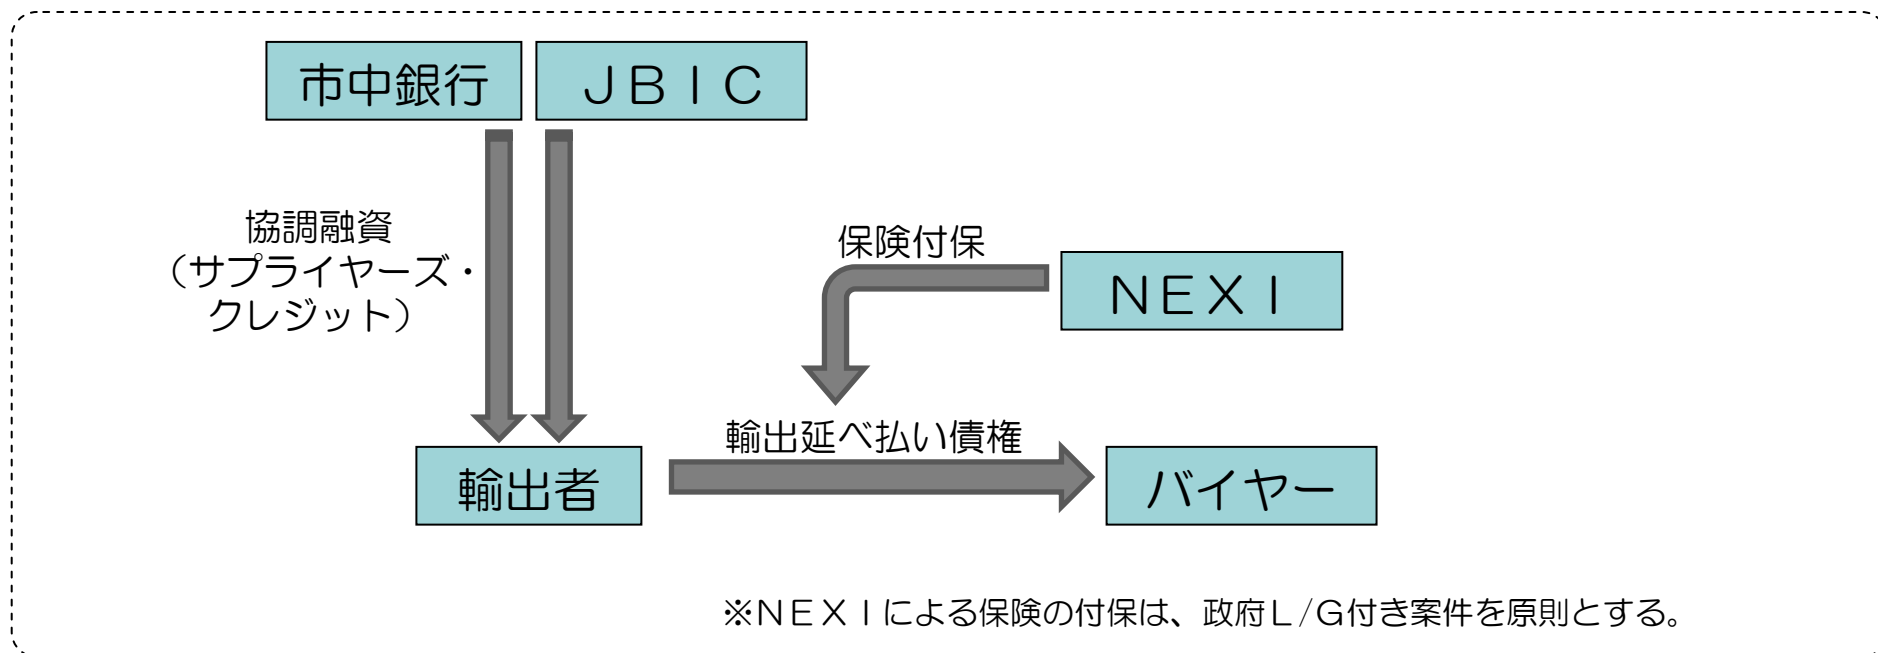 市中銀行
ＪＢＩＣ
協調融資
（サプライヤーズ・
クレジット）
保険付保
ＮＥＸＩ
輸出延べ払い債権
輸出者
バイヤー
※ＮＥＸＩによる保険の付保は、政府Ｌ/Ｇ付き案件を原則とする。